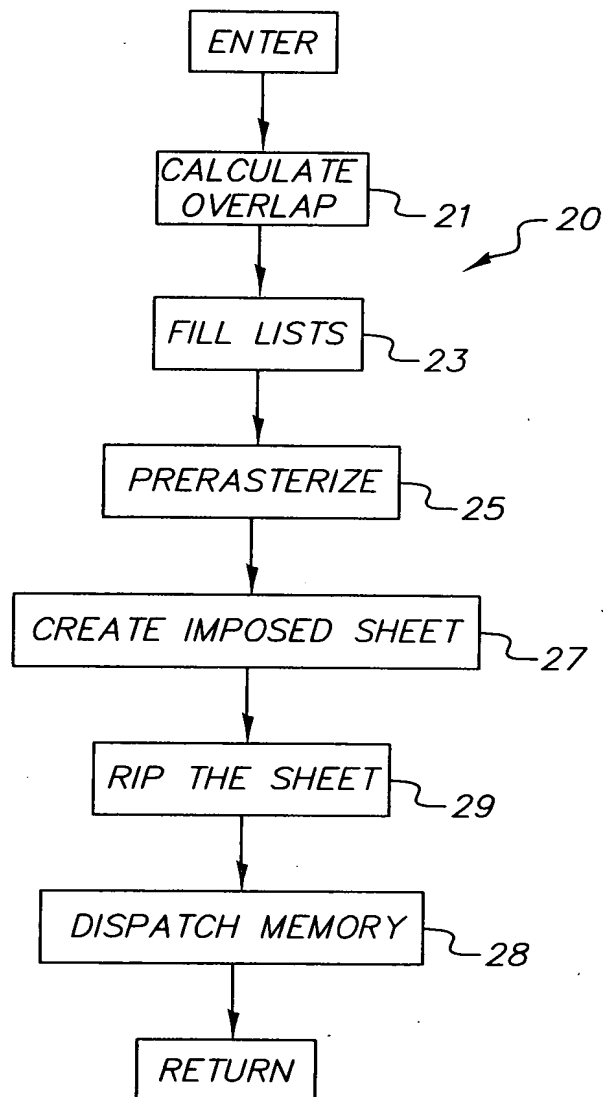 ENTER
CALCULATE
OVERLAP
21
20
FILL LISTS
23
PRERASTERIZE
25
CREATE IMPOSED SHEET
27
RIP THE SHEET
29
DISPATCH MEMORY
28
RETURN